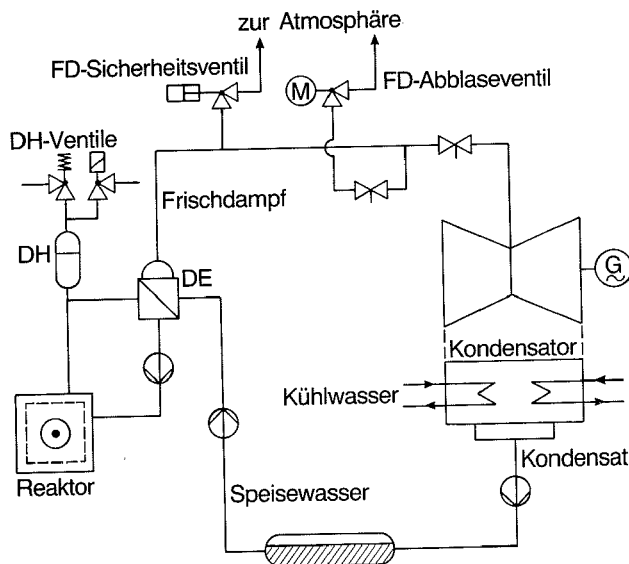 zur Atmosphäre
FD-Sicherheitsventil
M
FD-Abblaseventil
DH-Ventile
Frischdampf
DH
DE
G
Kondensator
Kühlwasser
Kondensat
Reaktor
Speisewasser